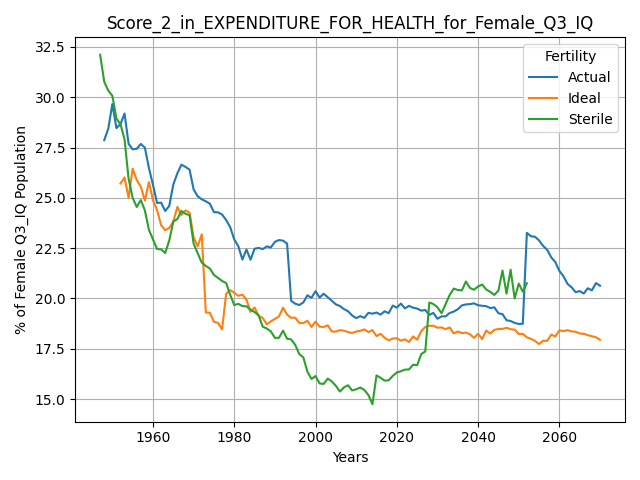 Score_2_in_EXPENDITURE_FOR_HEALTH_for_Female_Q3_IQ
Fertility
Actual
Ideal
Sterile
% of Female Q3_IQ Population
32.5
30.0
27.5
25.0
22.5
20.0
17.5
15.0
1960
1980
2000
2020
2040
2060
Years